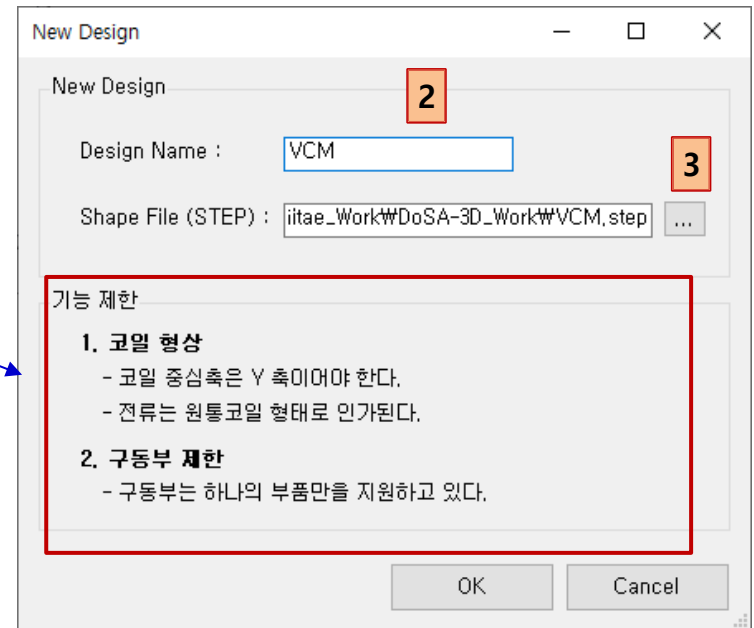 New Design
New Design
2
Design Name : VCM
3
Shape File (STEP) : iitae_Work₩DoSA-3D_Work₩VCM.step ...
기능 제한
1. 코일 형상
- 코일 중심축은 Y 축이어야 한다.
- 전류는 원통코일 형태로 인가된다.
2. 구동부 제한
- 구동부는 하나의 부품만을 지원하고 있다.
OK Cancel